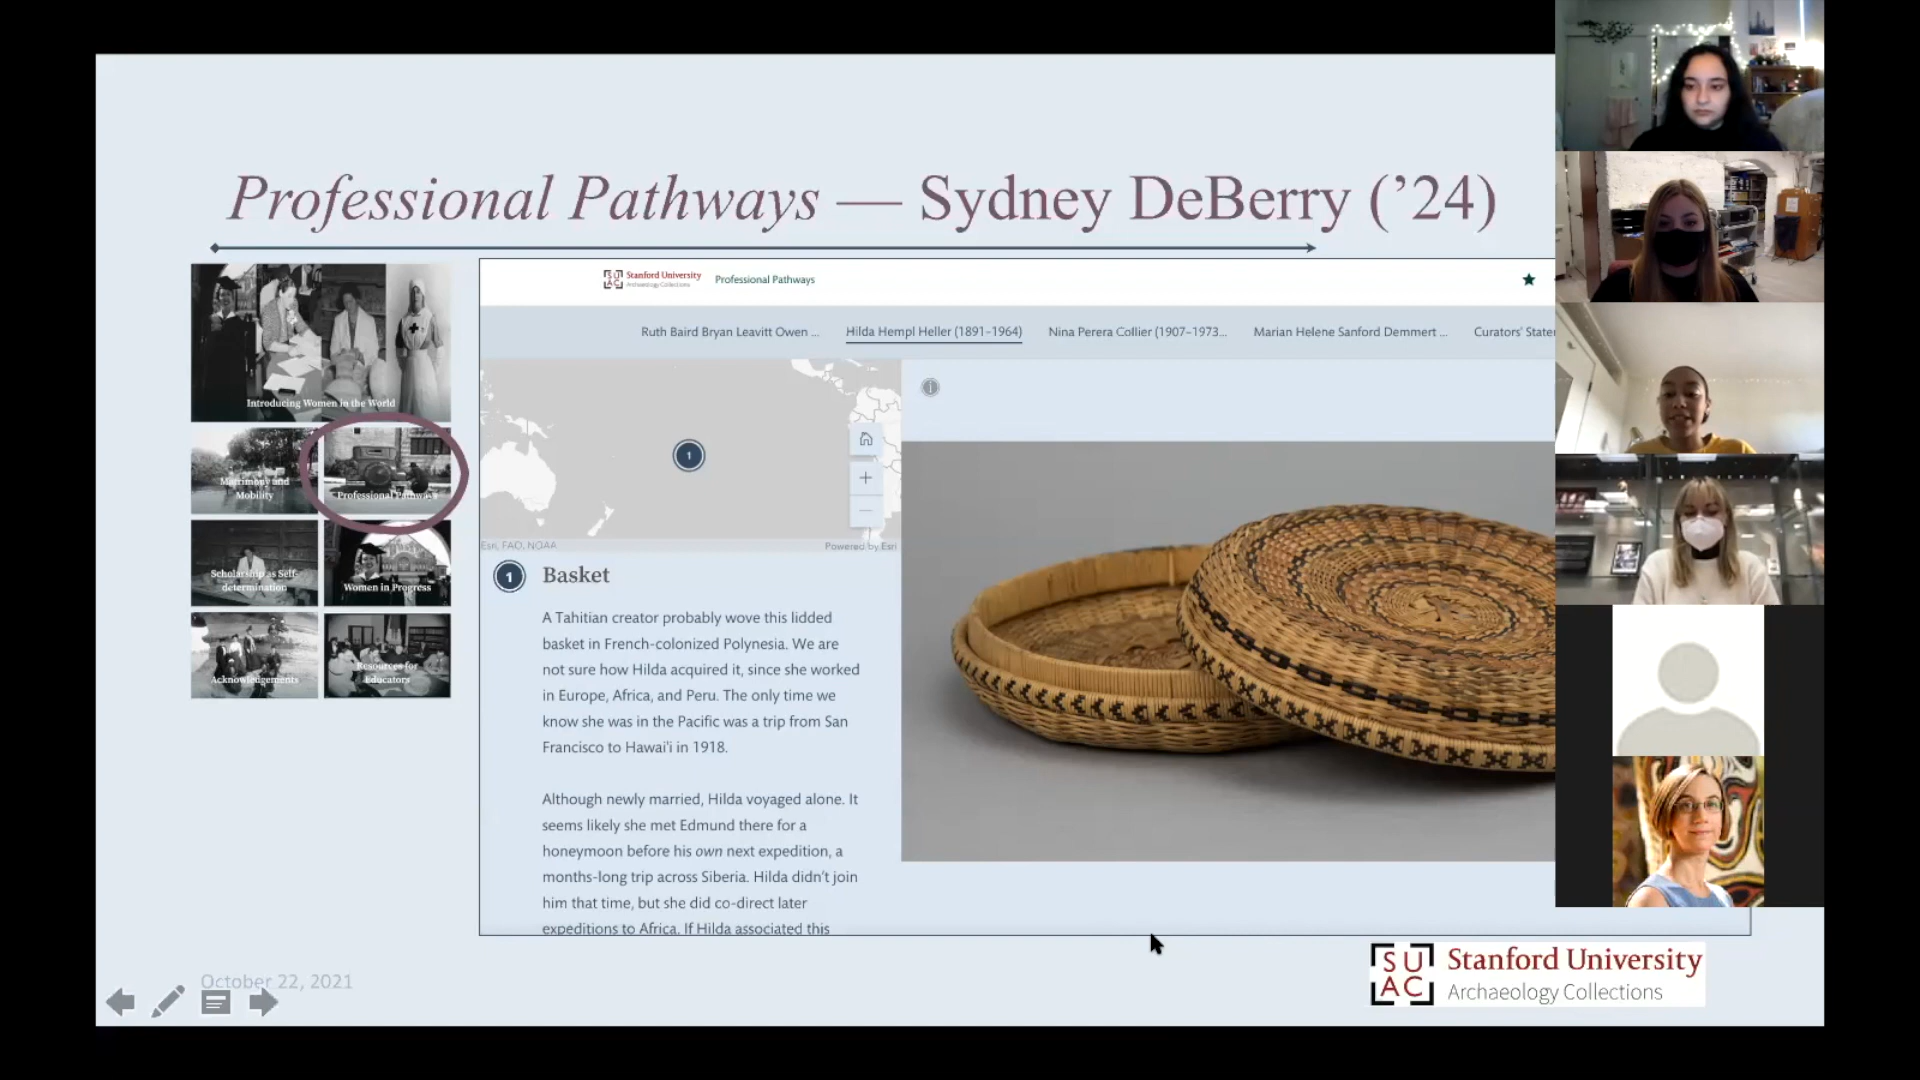 Professional Pathways — Sydney DeBerry (’24)
Introducing Women in the World
Matrimony and
Mobility
Professional Pathways
Scholarship as Self-
determination
Women in Progress
Acknowledgements
Resources for
Educators
SU
AC
Stanford University
Archaeology Collections
Professional Pathways
Ruth Baird Bryan Leavitt Owen ...
Hilda Hempl Heller (1891–1964)
Nina Perera Collier (1907–1973...
Marian Helene Sanford Demmert ...
Curators' State
1
Esri, FAO, NOAA
Powered by Esri
1
Basket
A Tahitian creator probably wove this lidded
basket in French-colonized Polynesia. We are
not sure how Hilda acquired it, since she worked
in Europe, Africa, and Peru. The only time we
know she was in the Pacific was a trip from San
Francisco to Hawai'i in 1918.
Although newly married, Hilda voyaged alone. It
seems likely she met Edmund there for a
honeymoon before his own next expedition, a
months-long trip across Siberia. Hilda didn't join
him that time, but she did co-direct later
expeditions to Africa. If Hilda associated this
October 22, 2021
SU
AC
Stanford University
Archaeology Collections